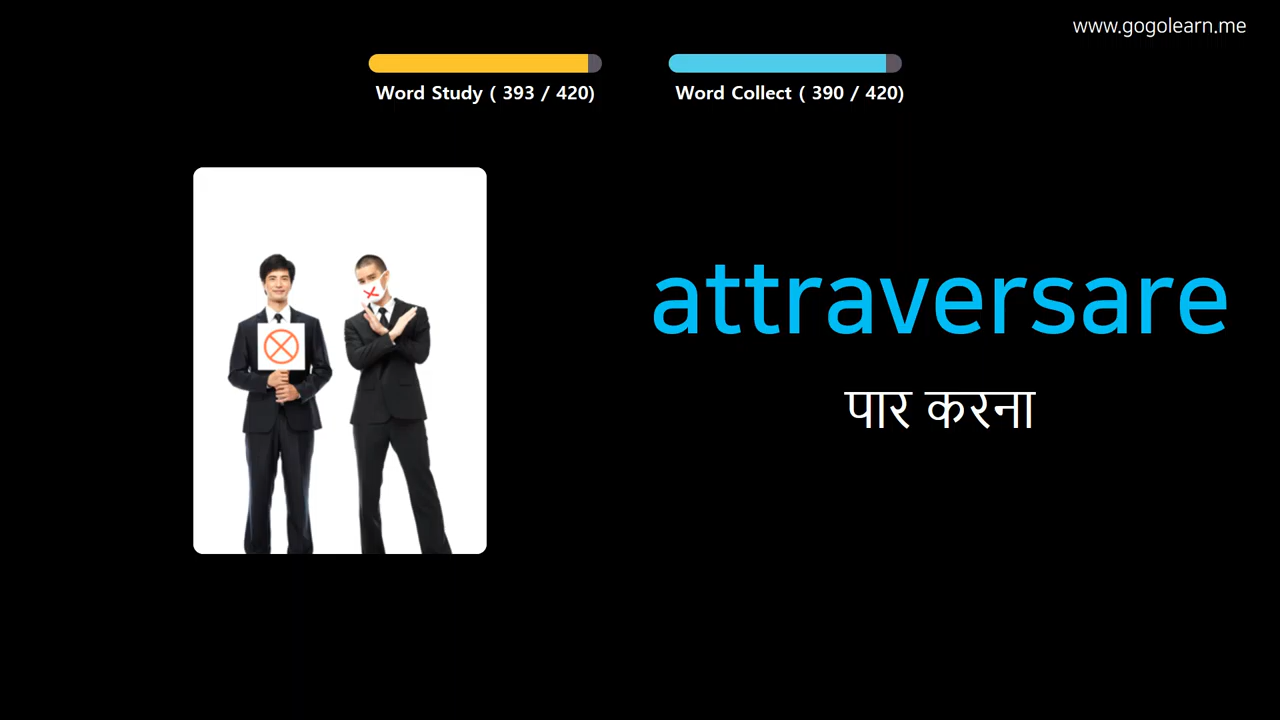 www.gogolearn.me
Word Study ( 393 / 420)
Word Collect ( 390 / 420)
attraversare
पार करना